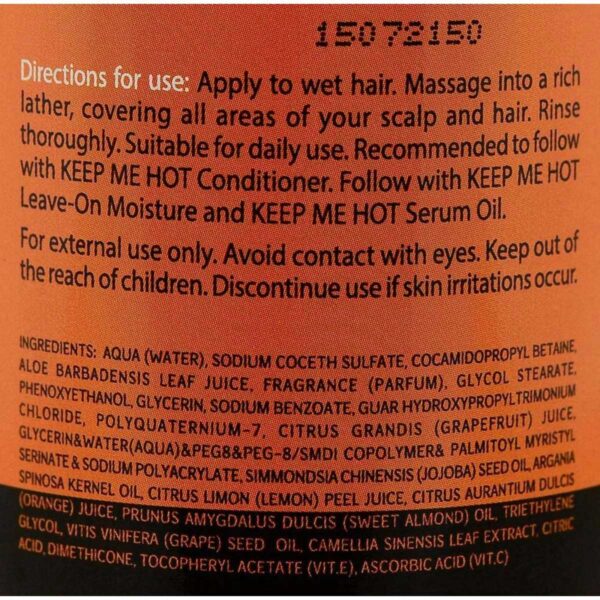 15072150
Directions for use: Apply to wet hair. Massage into a rich
lather, covering all areas of your scalp and hair. Rinse
thoroughly. Suitable for daily use. Recommended to follow
with KEEP ME HOT Conditioner. Follow with KEEP ME HOT
Leave-On Moisture and KEEP ME HOT Serum Oil.
For external use only. Avoid contact with eyes. Keep out of
the reach of children. Discontinue use if skin irritations occur.
INGREDIENTS: AQUA (WATER), SODIUM COCETH SULFATE, COCAMIDOPROPYL BETAINE,
ALOE BARBADENSIS LEAF JUICE, FRAGRANCE (PARFUM), GLYCOL STEARATE,
PHENOXYETHANOL, GLYCERIN, SODIUM BENZOATE, GUAR HYDROXYPROPYLTRIMONIUM
CHLORIDE, POLYQUATERNIUM-7, CITRUS GRANDIS (GRAPEFRUIT) JUICE,
GLYCERIN&WATER(AQUA)&PEG8&PEG-8/SMDI COPOLYMER& PALMITOYL MYRISTYL
SERINATE & SODIUM POLYACRYLATE, SIMMONDSIA CHINENSIS (JOJOBA) SEED OIL, ARGANIA
SPINOSA KERNEL OIL, CITRUS LIMON (LEMON) PEEL JUICE, CITRUS AURANTIUM DULCIS
(ORANGE) JUICE, PRUNUS AMYGDALUS DULCIS (SWEET ALMOND) OIL, TRIETHYLENE
GLYCOL, VITIS VINIFERA (GRAPE) SEED OIL, CAMELLIA SINENSIS LEAF EXTRACT, CITRIC
ACID, DIMETHICONE, TOCOPHERYL ACETATE (VIT.E), ASCORBIC ACID (VIT.C)